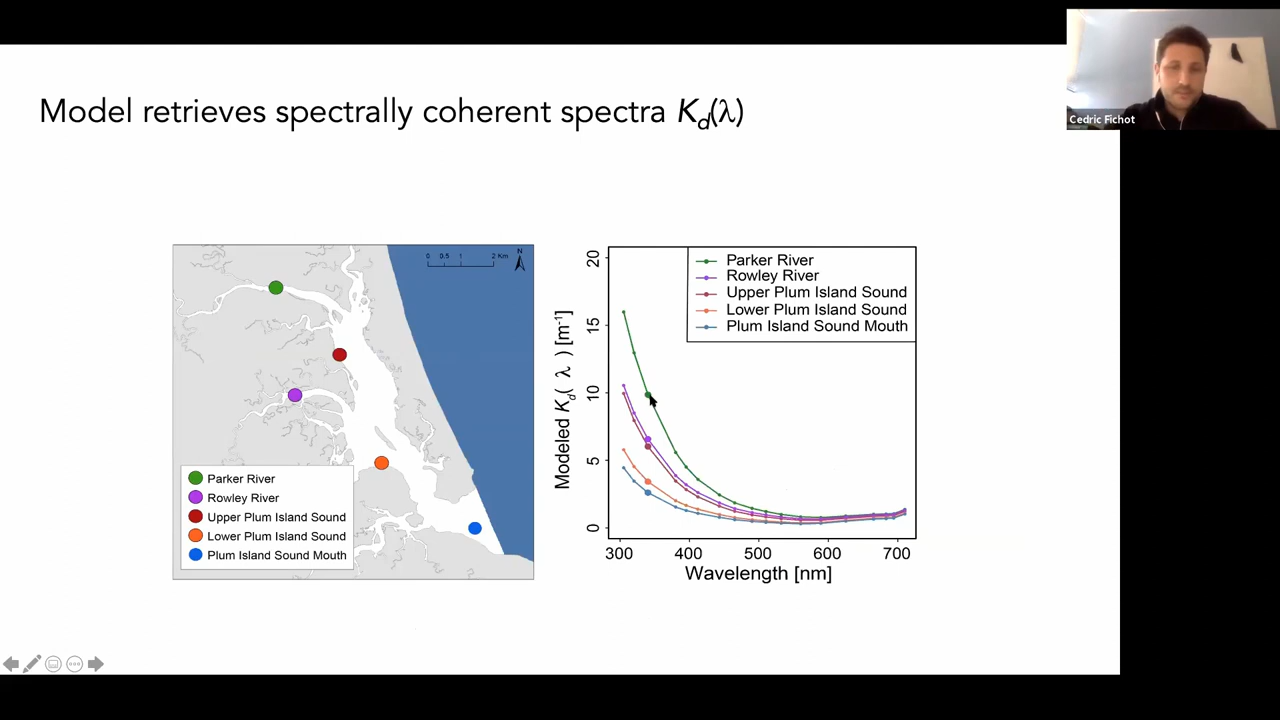 Cedric Fichot
Model retrieves spectrally coherent spectra Kd(λ)
0 0.5 1 2 Km
N
Parker River
Rowley River
Upper Plum Island Sound
Lower Plum Island Sound
Plum Island Sound Mouth
Modeled Kd( λ ) [m⁻¹]
20
15
10
5
0
Parker River
Rowley River
Upper Plum Island Sound
Lower Plum Island Sound
Plum Island Sound Mouth
300 400 500 600 700
Wavelength [nm]